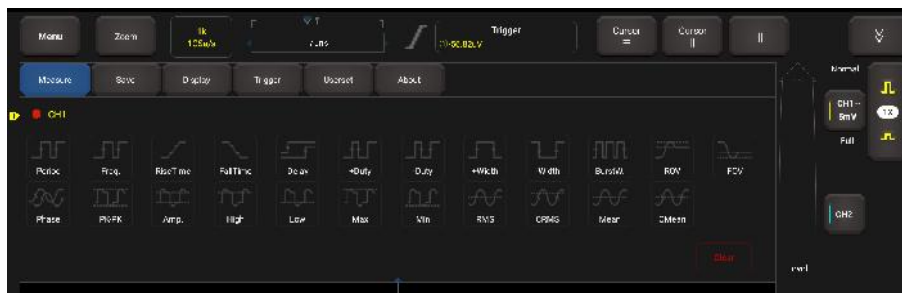 Menu
Zoom
Trigger
Cursor
Cursor
Measure
Save
Display
Trigger
Userset
About
Normal
CH1
CH1
5mV
1X
Full
Period
Freq.
RiseTime
FallTime
Delay
+Duty
Duty
+Width
Width
BurstW.
ROV
FOV
Phase
PK-PK
Amp.
High
Low
Max
Min
RMS
CRMS
Mean
CMean
CH2
Clear